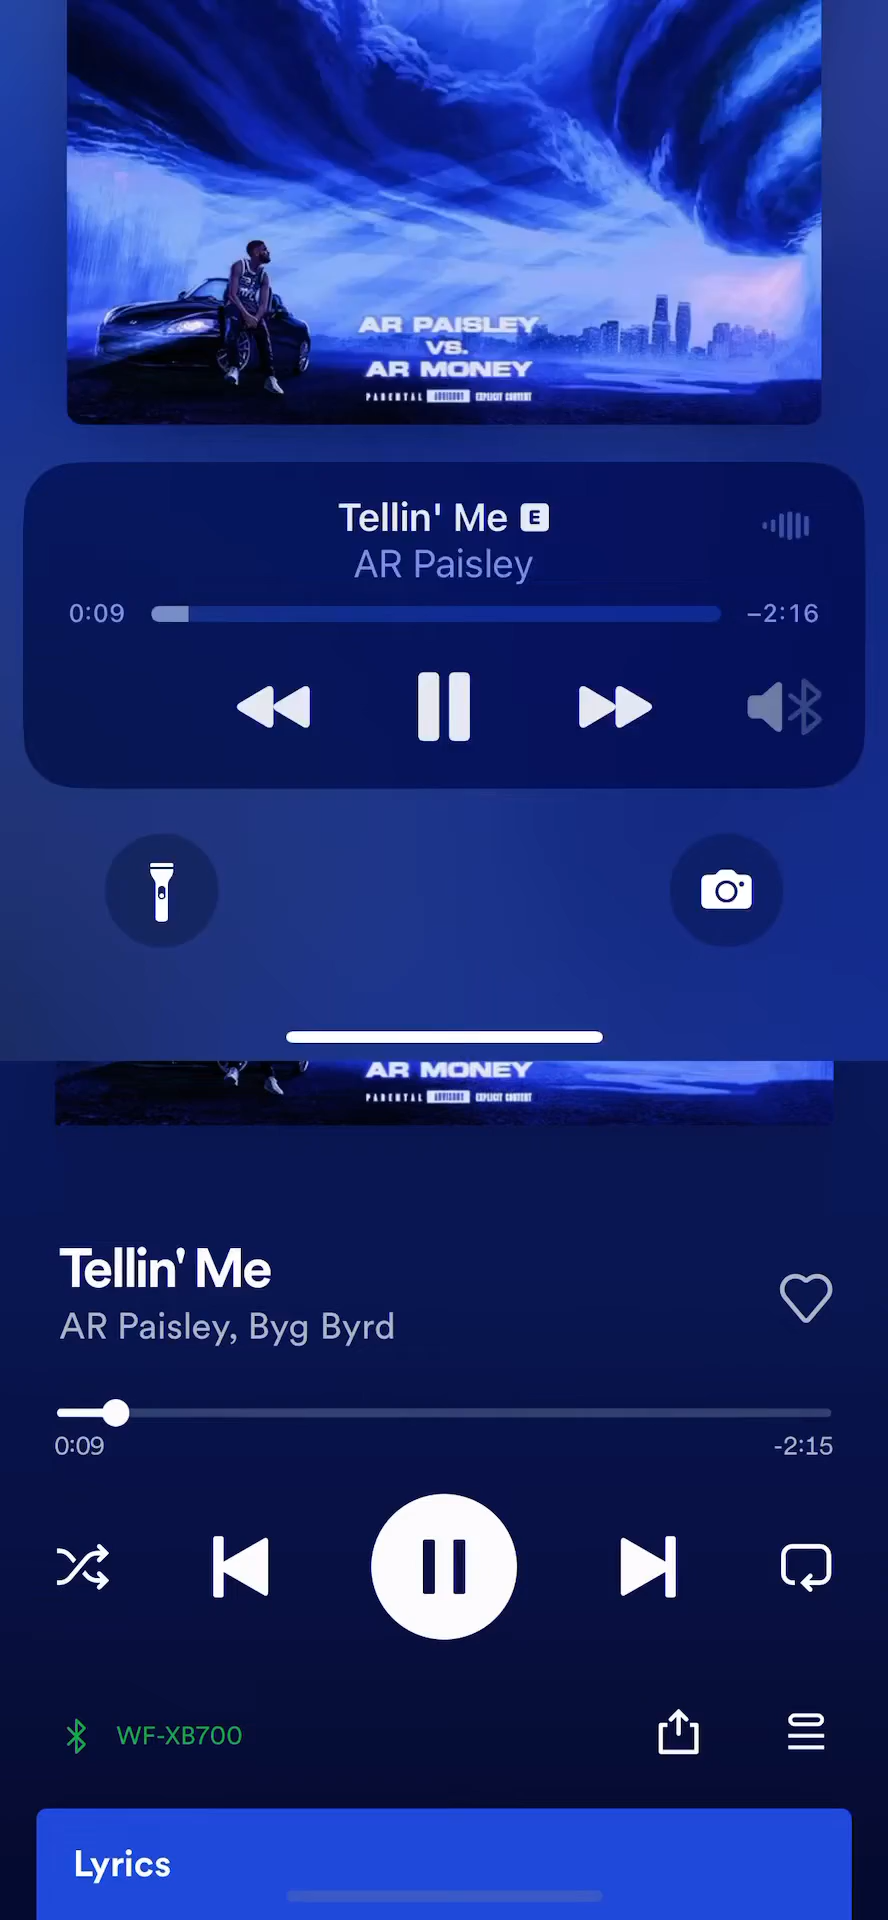 AR PAISLEY
VS.
AR MONEY
PARENTAL ADVISORY EXPLICIT CONTENT
Tellin' Me E
AR Paisley
0:09 −2:16
AR MONEY
PARENTAL ADVISORY EXPLICIT CONTENT
Tellin' Me
AR Paisley, Byg Byrd
0:09 -2:15
WF-XB700
Lyrics